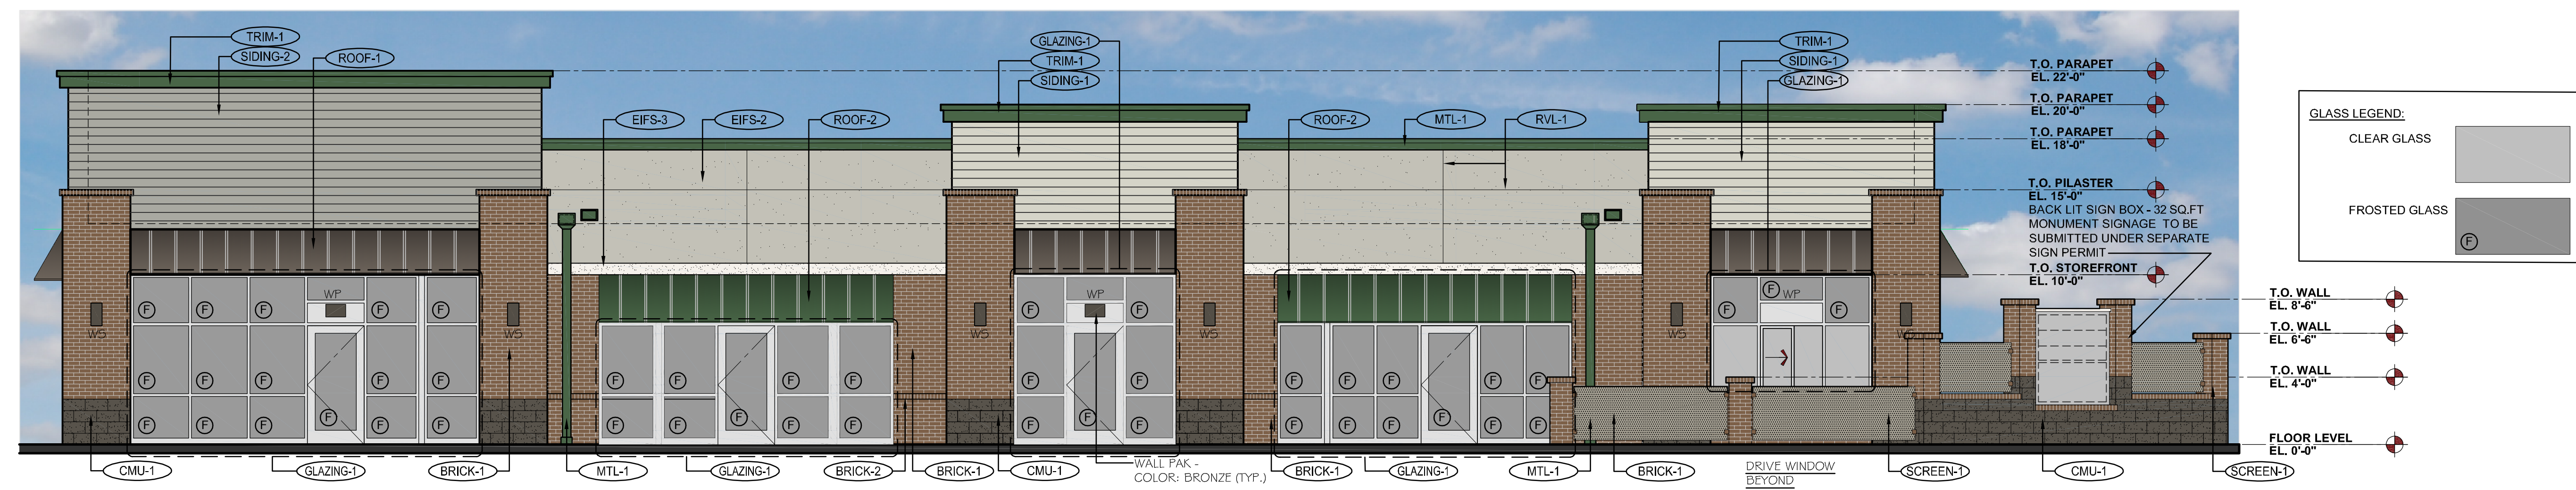 TRIM-1
SIDING-2
ROOF-1
GLAZING-1
TRIM-1
SIDING-1
TRIM-1
SIDING-1
GLAZING-1
EIFS-3
EIFS-2
ROOF-2
ROOF-2
MTL-1
RVL-1
T.O. PARAPET
EL. 22'-0"
T.O. PARAPET
EL. 20'-0"
T.O. PARAPET
EL. 18'-0"
T.O. PILASTER
EL. 15'-0"
BACK LIT SIGN BOX - 32 SQ.FT
MONUMENT SIGNAGE TO BE
SUBMITTED UNDER SEPARATE
SIGN PERMIT
T.O. STOREFRONT
EL. 10'-0"
T.O. WALL
EL. 8'-6"
T.O. WALL
EL. 6'-6"
T.O. WALL
EL. 4'-0"
FLOOR LEVEL
EL. 0'-0"
GLASS LEGEND:
CLEAR GLASS
FROSTED GLASS
F
WS
F F F WP F F
WS
F F F F F
F F F F F F
F F F F
F F F F
WS
F WP F
F F
F F F
WS
F F F F F
F F F F F F
WS
F F WP F
WS
CMU-1
GLAZING-1
BRICK-1
MTL-1
GLAZING-1
BRICK-2
BRICK-1
CMU-1
WALL PAK -
COLOR: BRONZE (TYP.)
BRICK-1
GLAZING-1
MTL-1
BRICK-1
DRIVE WINDOW
BEYOND
SCREEN-1
CMU-1
SCREEN-1